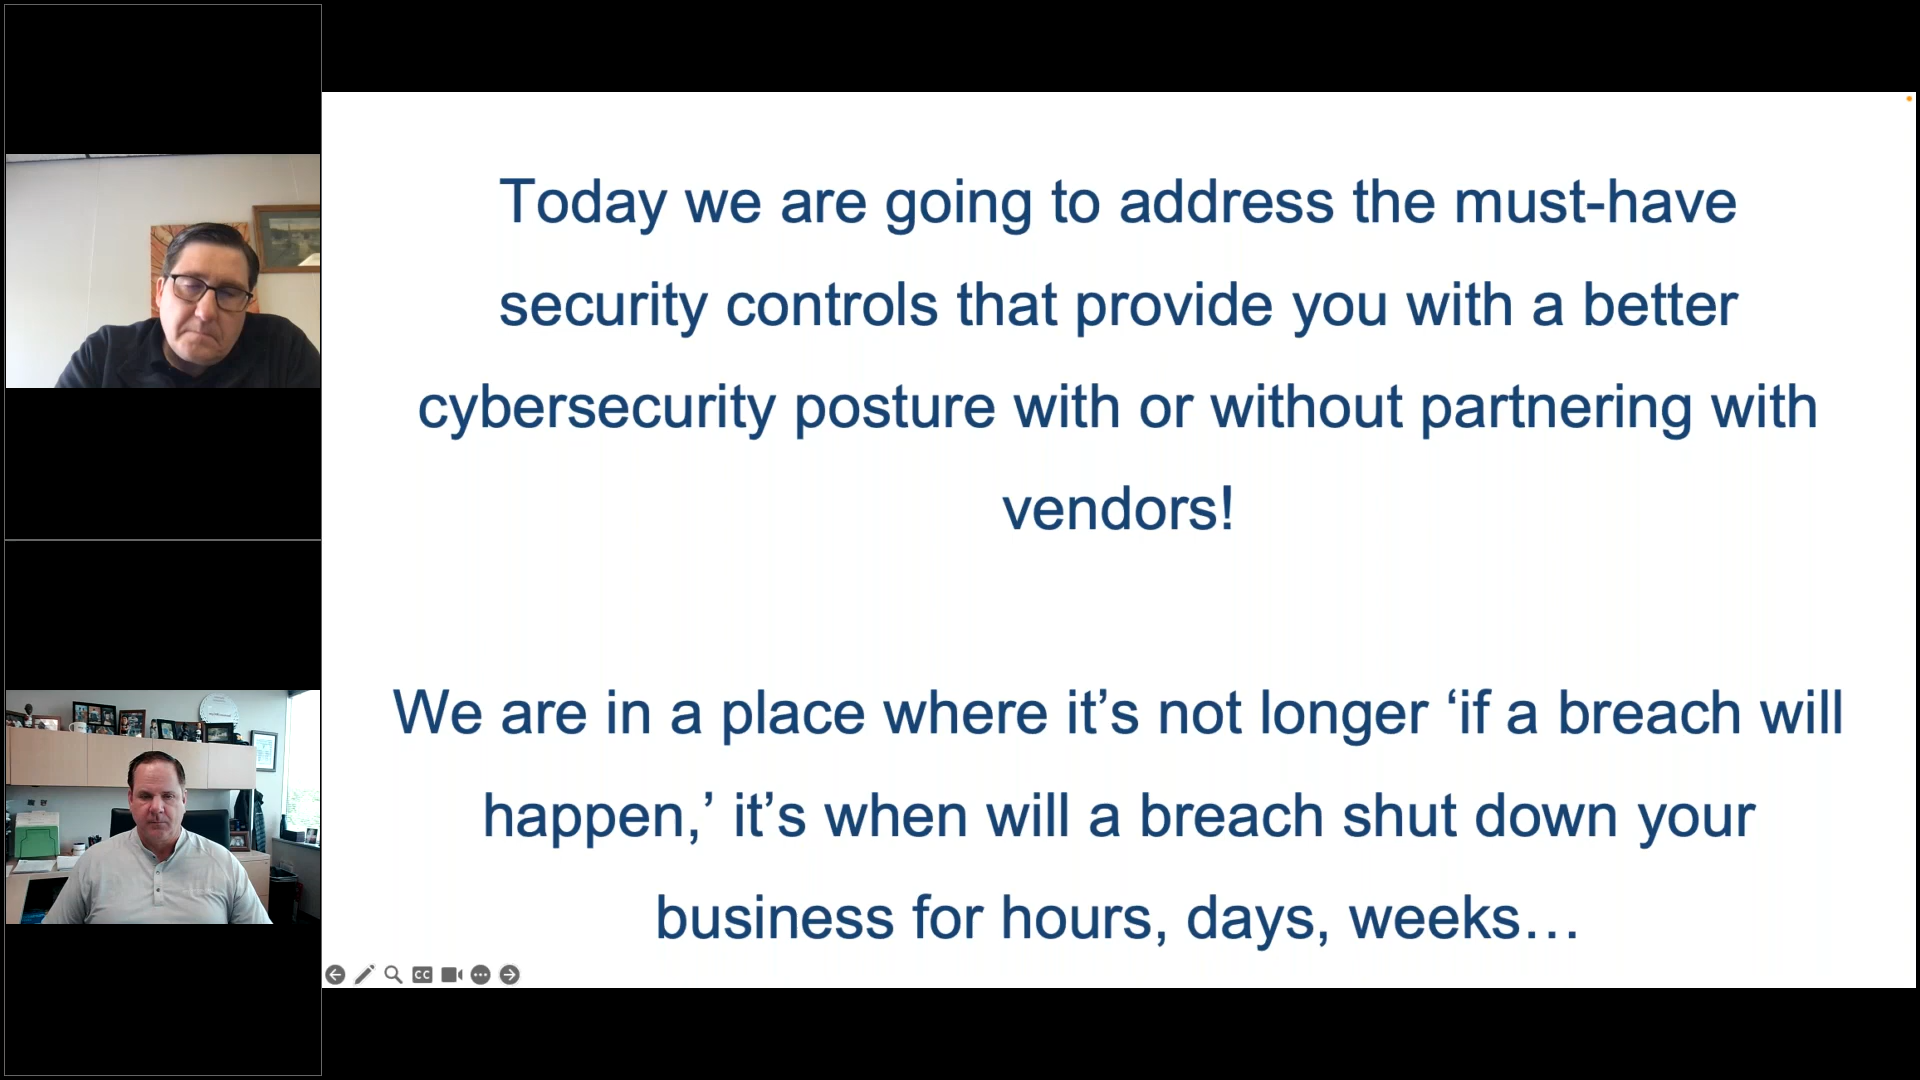 Today we are going to address the must-have
security controls that provide you with a better
cybersecurity posture with or without partnering with
vendors!
We are in a place where it’s not longer ‘if a breach will
happen,’ it’s when will a breach shut down your
business for hours, days, weeks…
CC